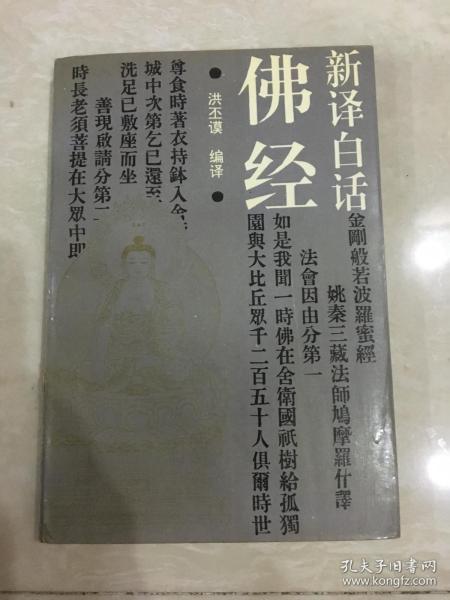 新译白话
佛经
●洪丕谟 编译●
金剛般若波羅蜜經
姚秦三藏法師鳩摩羅什譯
法會因由分第一
如是我聞一時佛在舍衛國祇樹給孤獨
園與大比丘眾千二百五十人俱爾時世
尊食時著衣持鉢入舍
城中次第乞已還至
洗足已敷座而坐
善現啟請分第二
時長老須菩提在大眾中即
孔夫子旧书网
www.kongfz.com